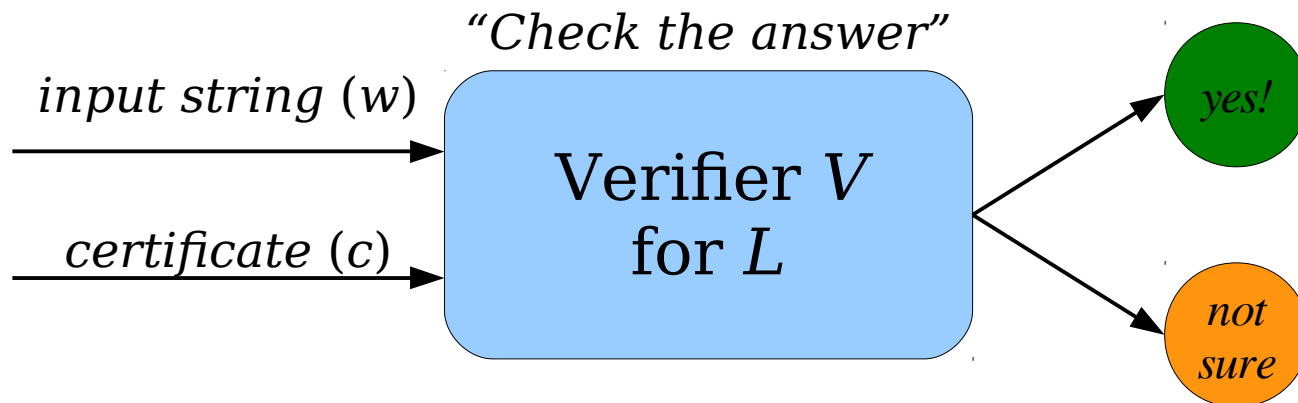 “Check the answer”
input string (w)
certificate (c)
Verifier V
for L
yes!
not
sure